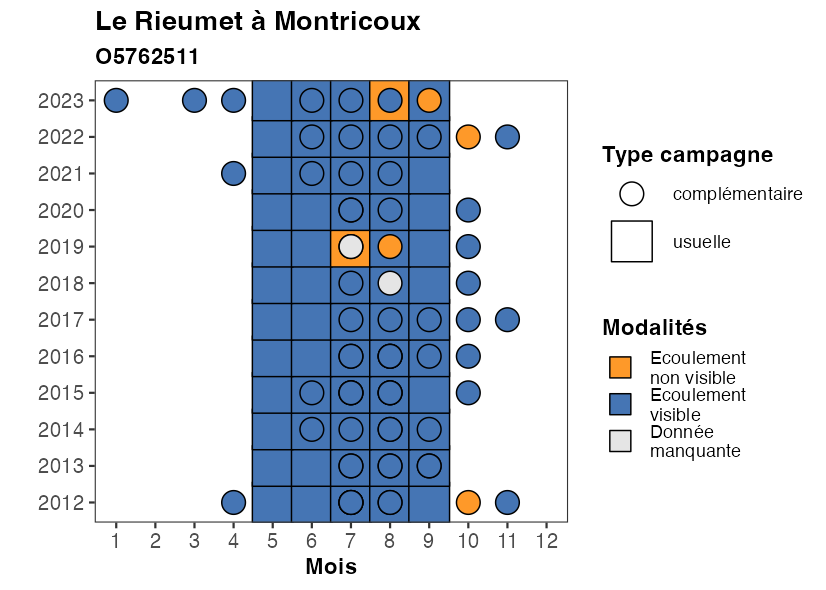 Le Rieumet à Montricoux
O5762511
2023
2022
2021
2020
2019
2018
2017
2016
2015
2014
2013
2012
1 2 3 4 5 6 7 8 9 10 11 12
Mois
Type campagne
complémentaire
usuelle
Modalités
Ecoulement
non visible
Ecoulement
visible
Donnée
manquante